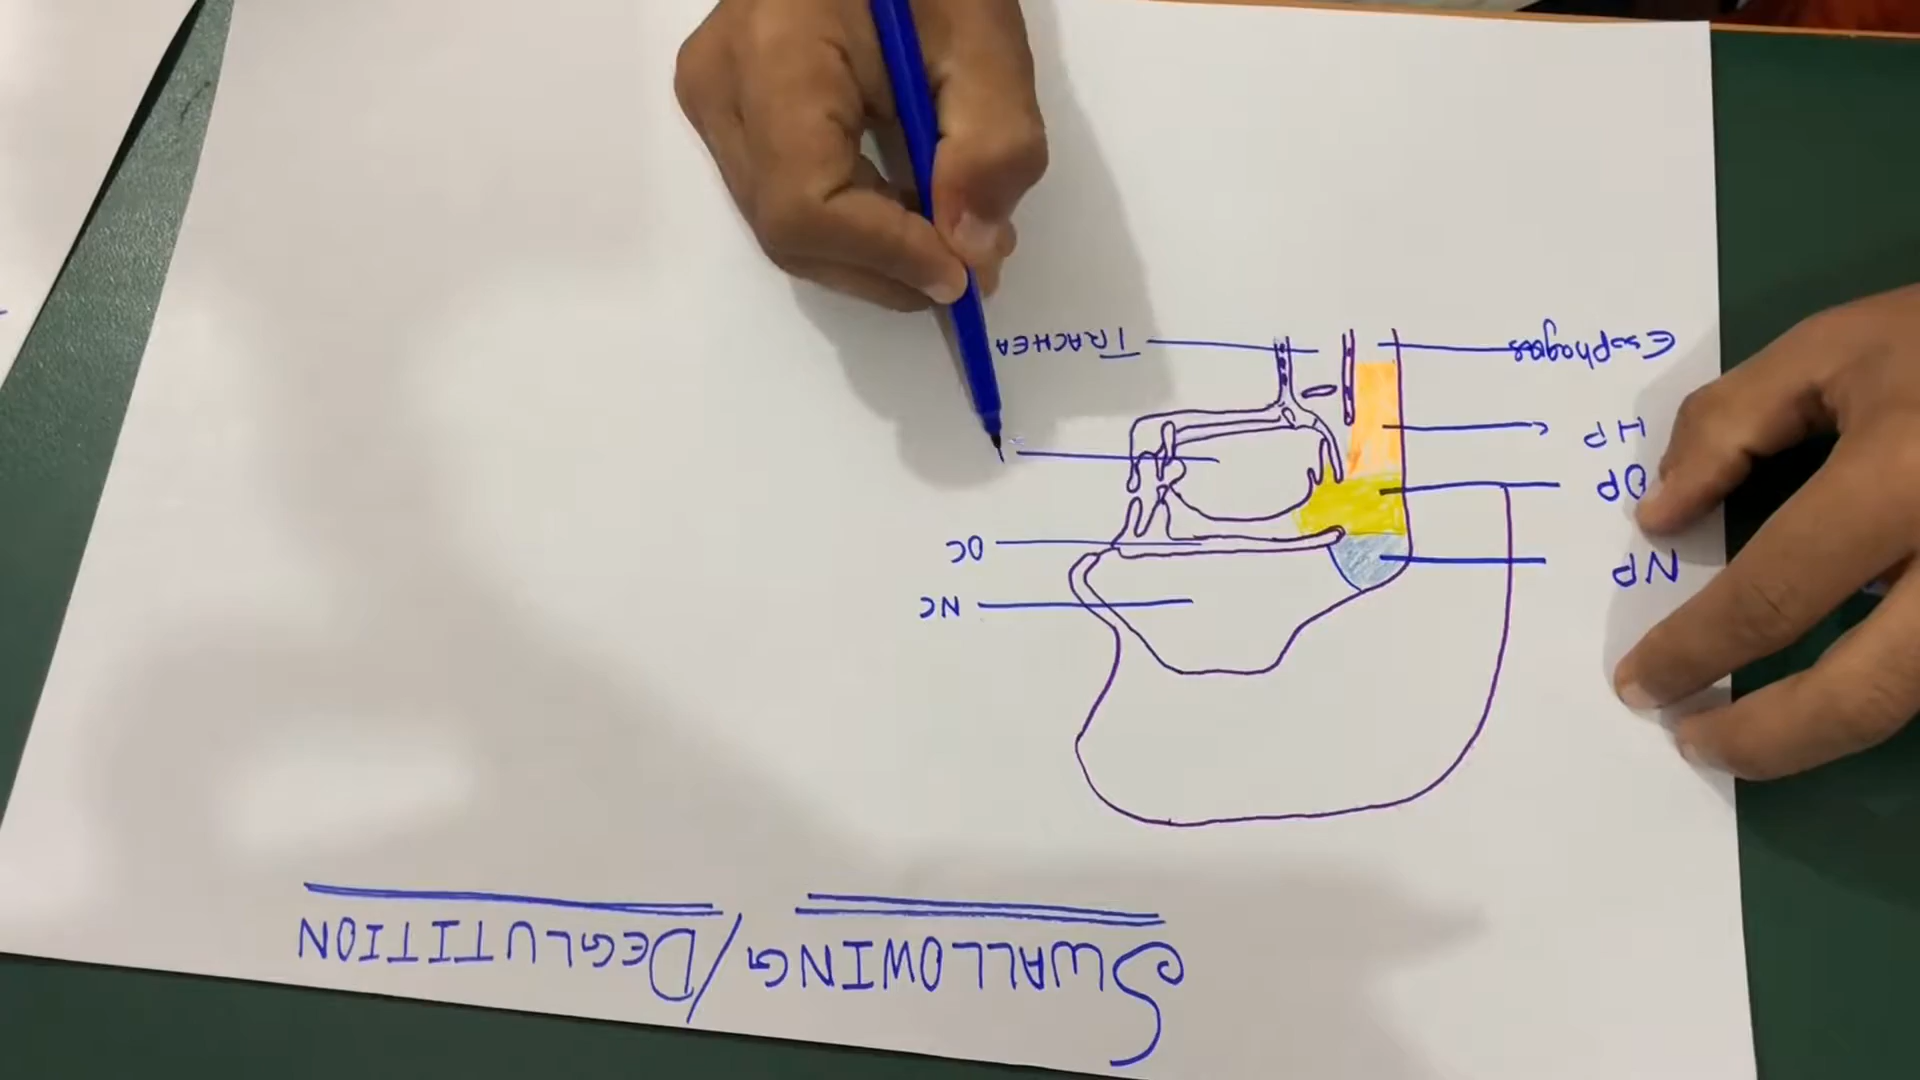 SWALLOWING/DEGLUTITION
NC
NP
OC
OP
HP
Esophagus
TRACHEA